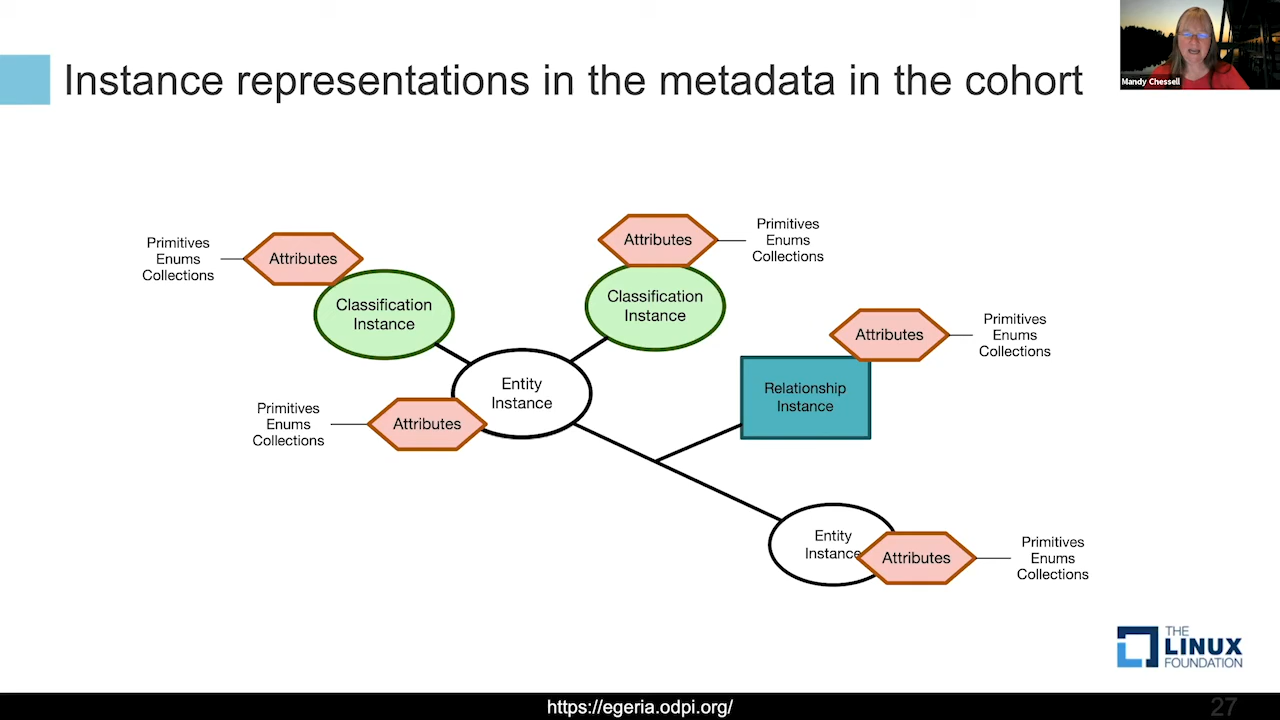 Mandy Chessell
Instance representations in the metadata in the cohort
Primitives
Enums
Collections
Attributes
Classification
Instance
Attributes
Primitives
Enums
Collections
Classification
Instance
Attributes
Primitives
Enums
Collections
Relationship
Instance
Entity
Instance
Primitives
Enums
Collections
Attributes
Entity
Instance
Attributes
Primitives
Enums
Collections
THE
LINUX
FOUNDATION
https://egeria.odpi.org/
27